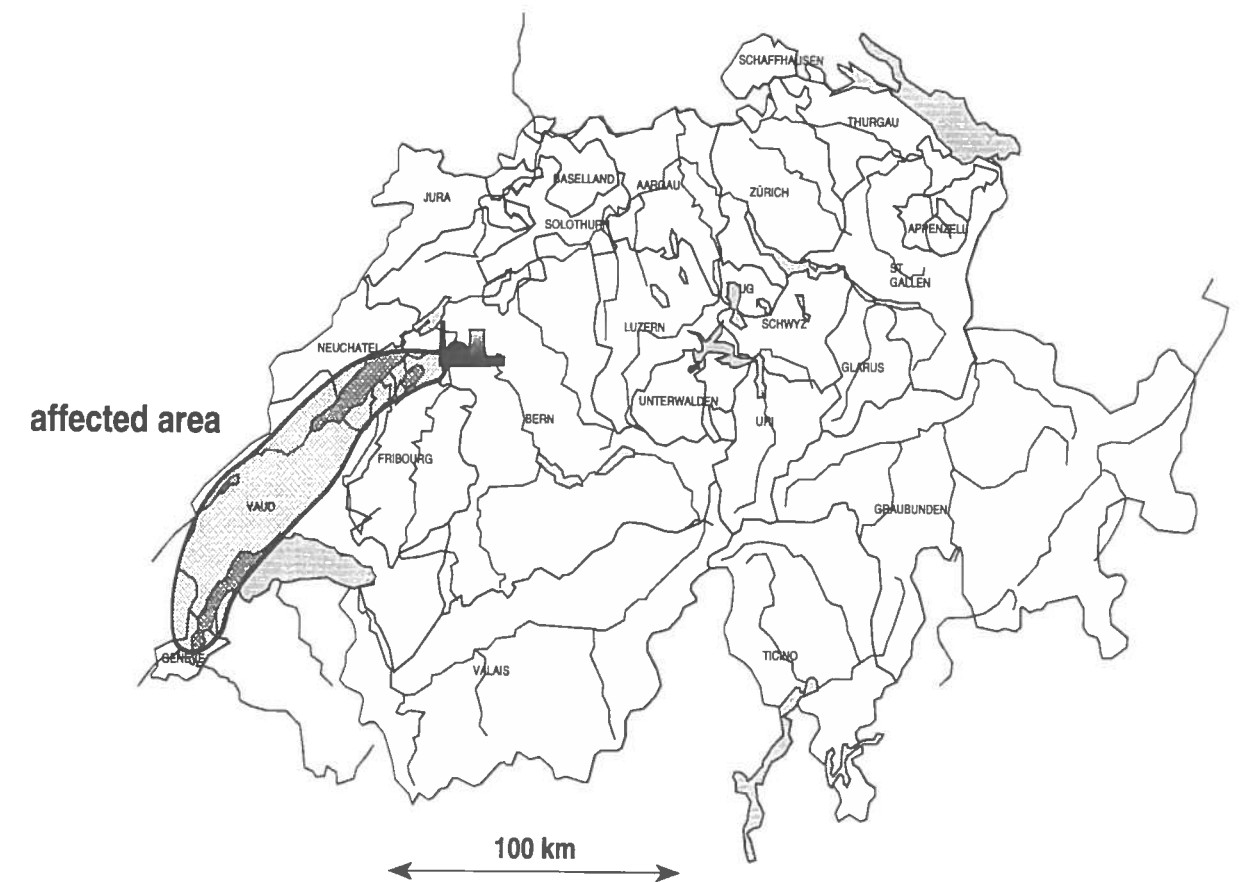 SCHAFFHAUSEN
THURGAU
JURA
BASELLAND
AARGAU
ZÜRICH
SOLOTHURN
APPENZELL
ST.
GALLEN
UG
NEUCHATEL
LUZERN
SCHWYZ
GLARUS
affected area
UNTERWALDEN
BERN
URI
FRIBOURG
VAUD
GRAUBUNDEN
GENEVE
VALAIS
TICINO
100 km